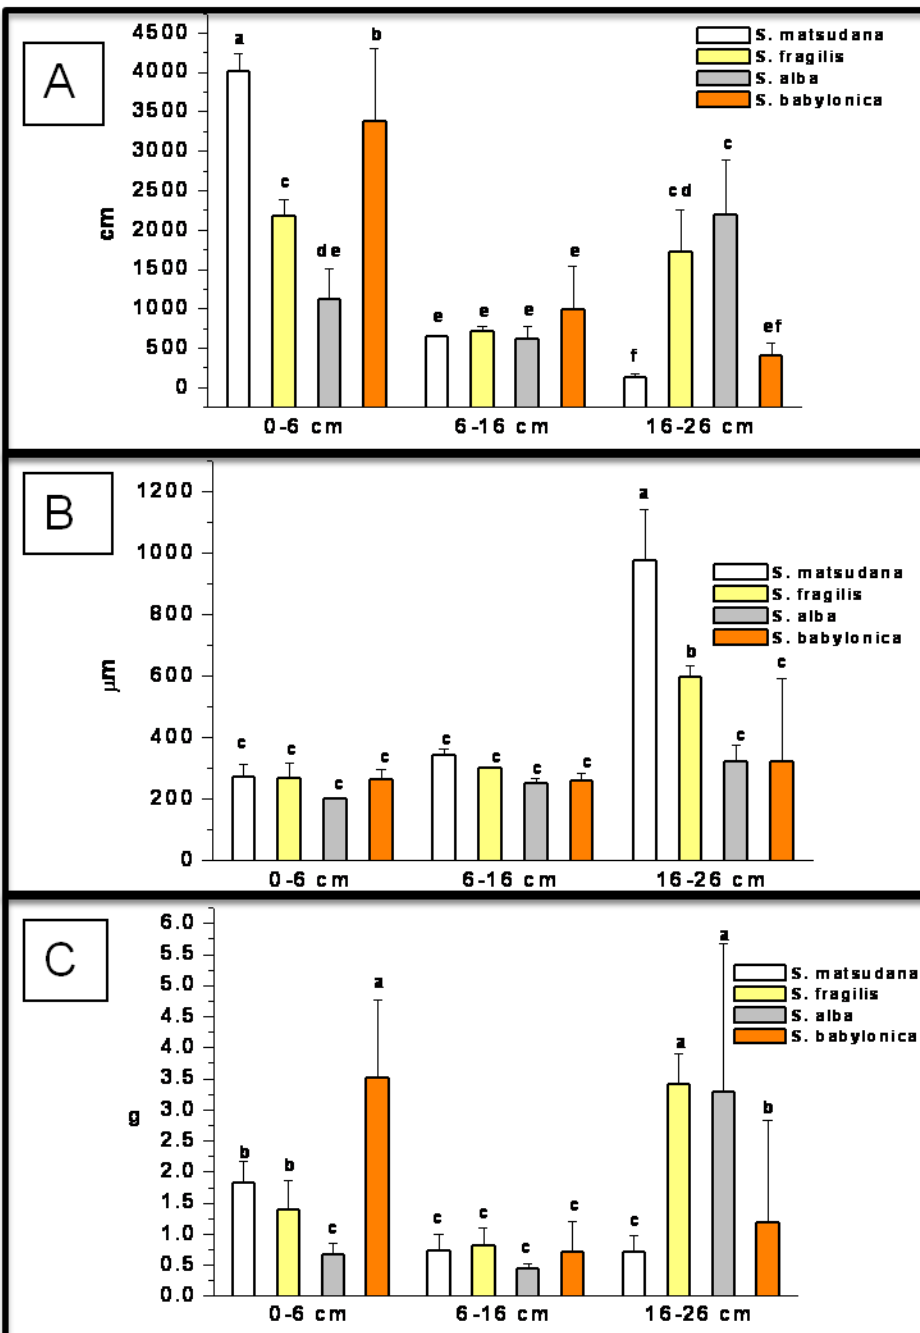 A
4500
4000
3500
3000
2500
2000
1500
1000
500
0
cm
a
c
de
b
e
e
e
e
f
cd
c
ef
S. matsudana
S. fragilis
S. alba
S. babylonica
0-6 cm
6-16 cm
16-26 cm
B
1200
1000
800
600
400
200
0
μm
c
c
c
c
c
c
c
c
a
b
c
c
S. matsudana
S. fragilis
S. alba
S. babylonica
0-6 cm
6-16 cm
16-26 cm
C
6.0
5.5
5.0
4.5
4.0
3.5
3.0
2.5
2.0
1.5
1.0
0.5
0.0
g
b
b
c
a
c
c
c
c
c
a
a
b
S. matsudana
S. fragilis
S. alba
S. babylonica
0-6 cm
6-16 cm
16-26 cm